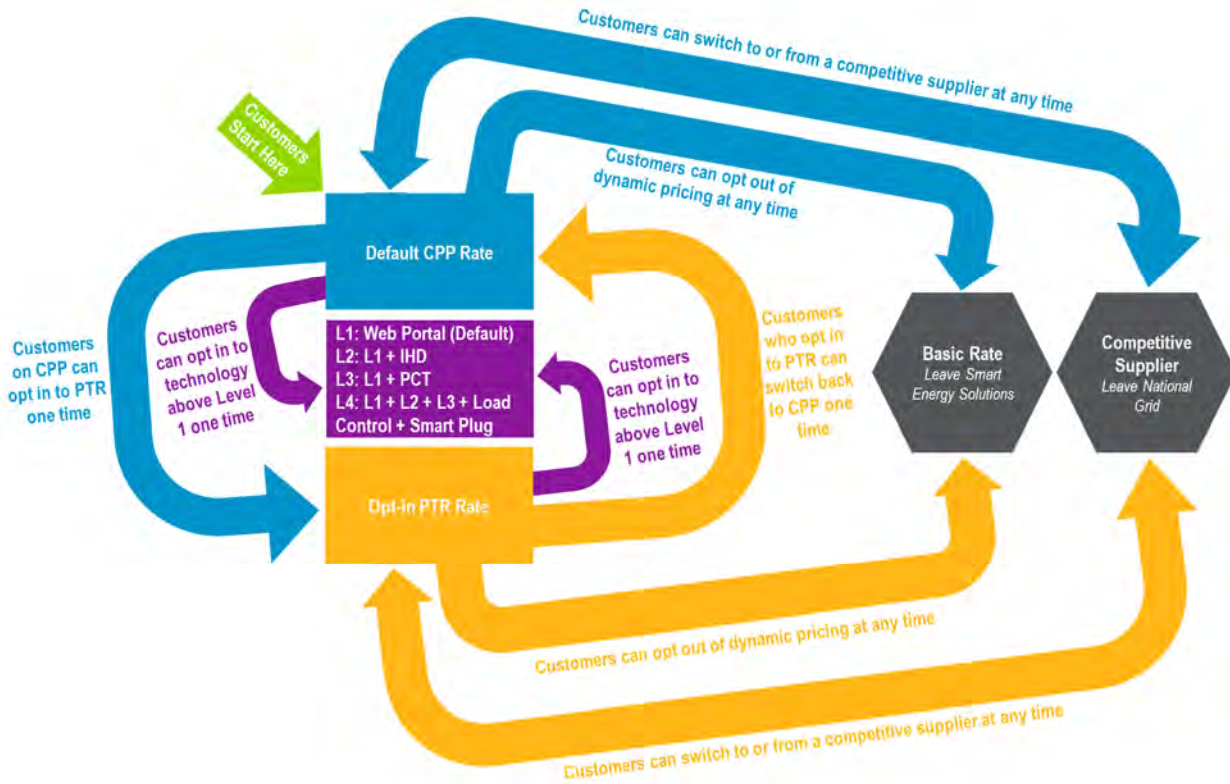 Customers can switch to or from a competitive supplier at any time
Customers
Start Here
Customers can opt out of
dynamic pricing at any time
Default CPP Rate
Customers
on CPP can
opt in to PTR
one time
Customers
can opt in to
technology
above Level
1 one time
L1: Web Portal (Default)
L2: L1 + IHD
L3: L1 + PCT
L4: L1 + L2 + L3 + Load
Control + Smart Plug
Customers
can opt in to
technology
above Level
1 one time
Customers
who opt in
to PTR can
switch back
to CPP one
time
Basic Rate
Leave Smart
Energy Solutions
Competitive
Supplier
Leave National
Grid
Opt-in PTR Rate
Customers can opt out of dynamic pricing at any time
Customers can switch to or from a competitive supplier at any time